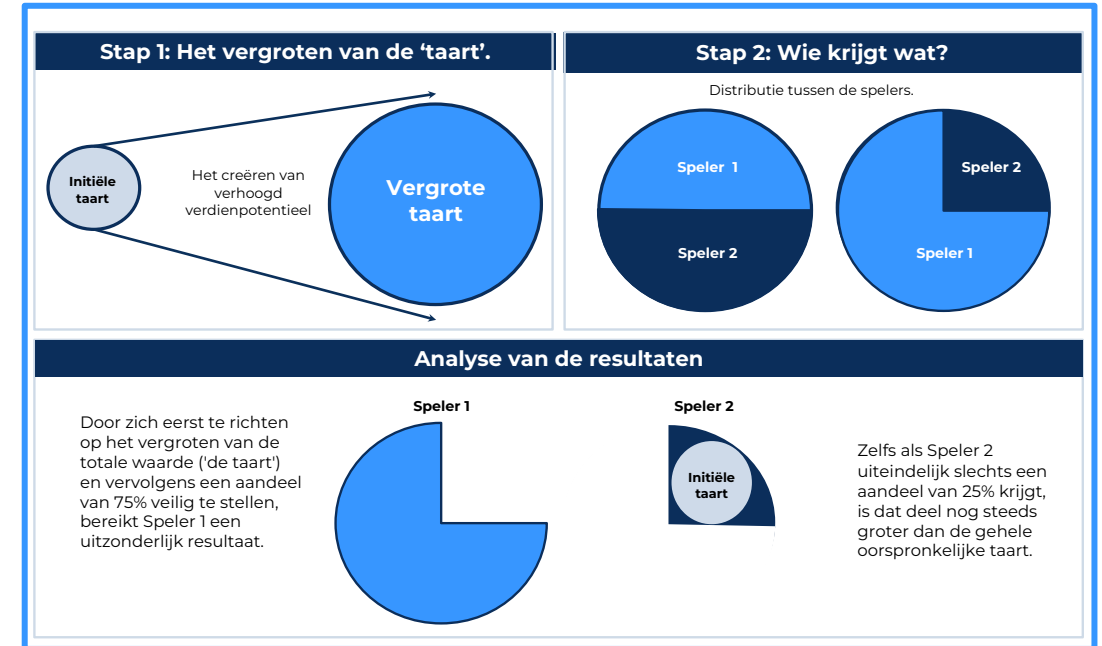 Stap 1: Het vergroten van de ‘taart’.
Initiële
taart
Het creëren van
verhoogd
verdienpotentieel
Vergrote
taart
Stap 2: Wie krijgt wat?
Distributie tussen de spelers.
Speler 1
Speler 2
Speler 2
Speler 1
Analyse van de resultaten
Door zich eerst te richten
op het vergroten van de
totale waarde ('de taart')
en vervolgens een aandeel
van 75% veilig te stellen,
bereikt Speler 1 een
uitzonderlijk resultaat.
Speler 1
Speler 2
Initiële
taart
Zelfs als Speler 2
uiteindelijk slechts een
aandeel van 25% krijgt,
is dat deel nog steeds
groter dan de gehele
oorspronkelijke taart.